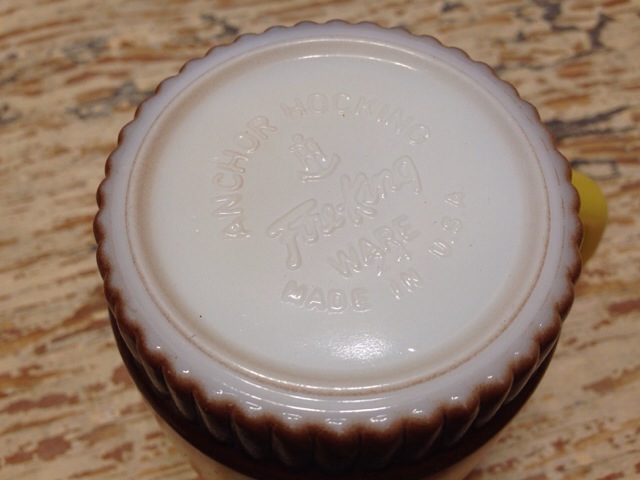 ANCHOR HOCKING
Fire-King
WARE
MADE IN U.S.A